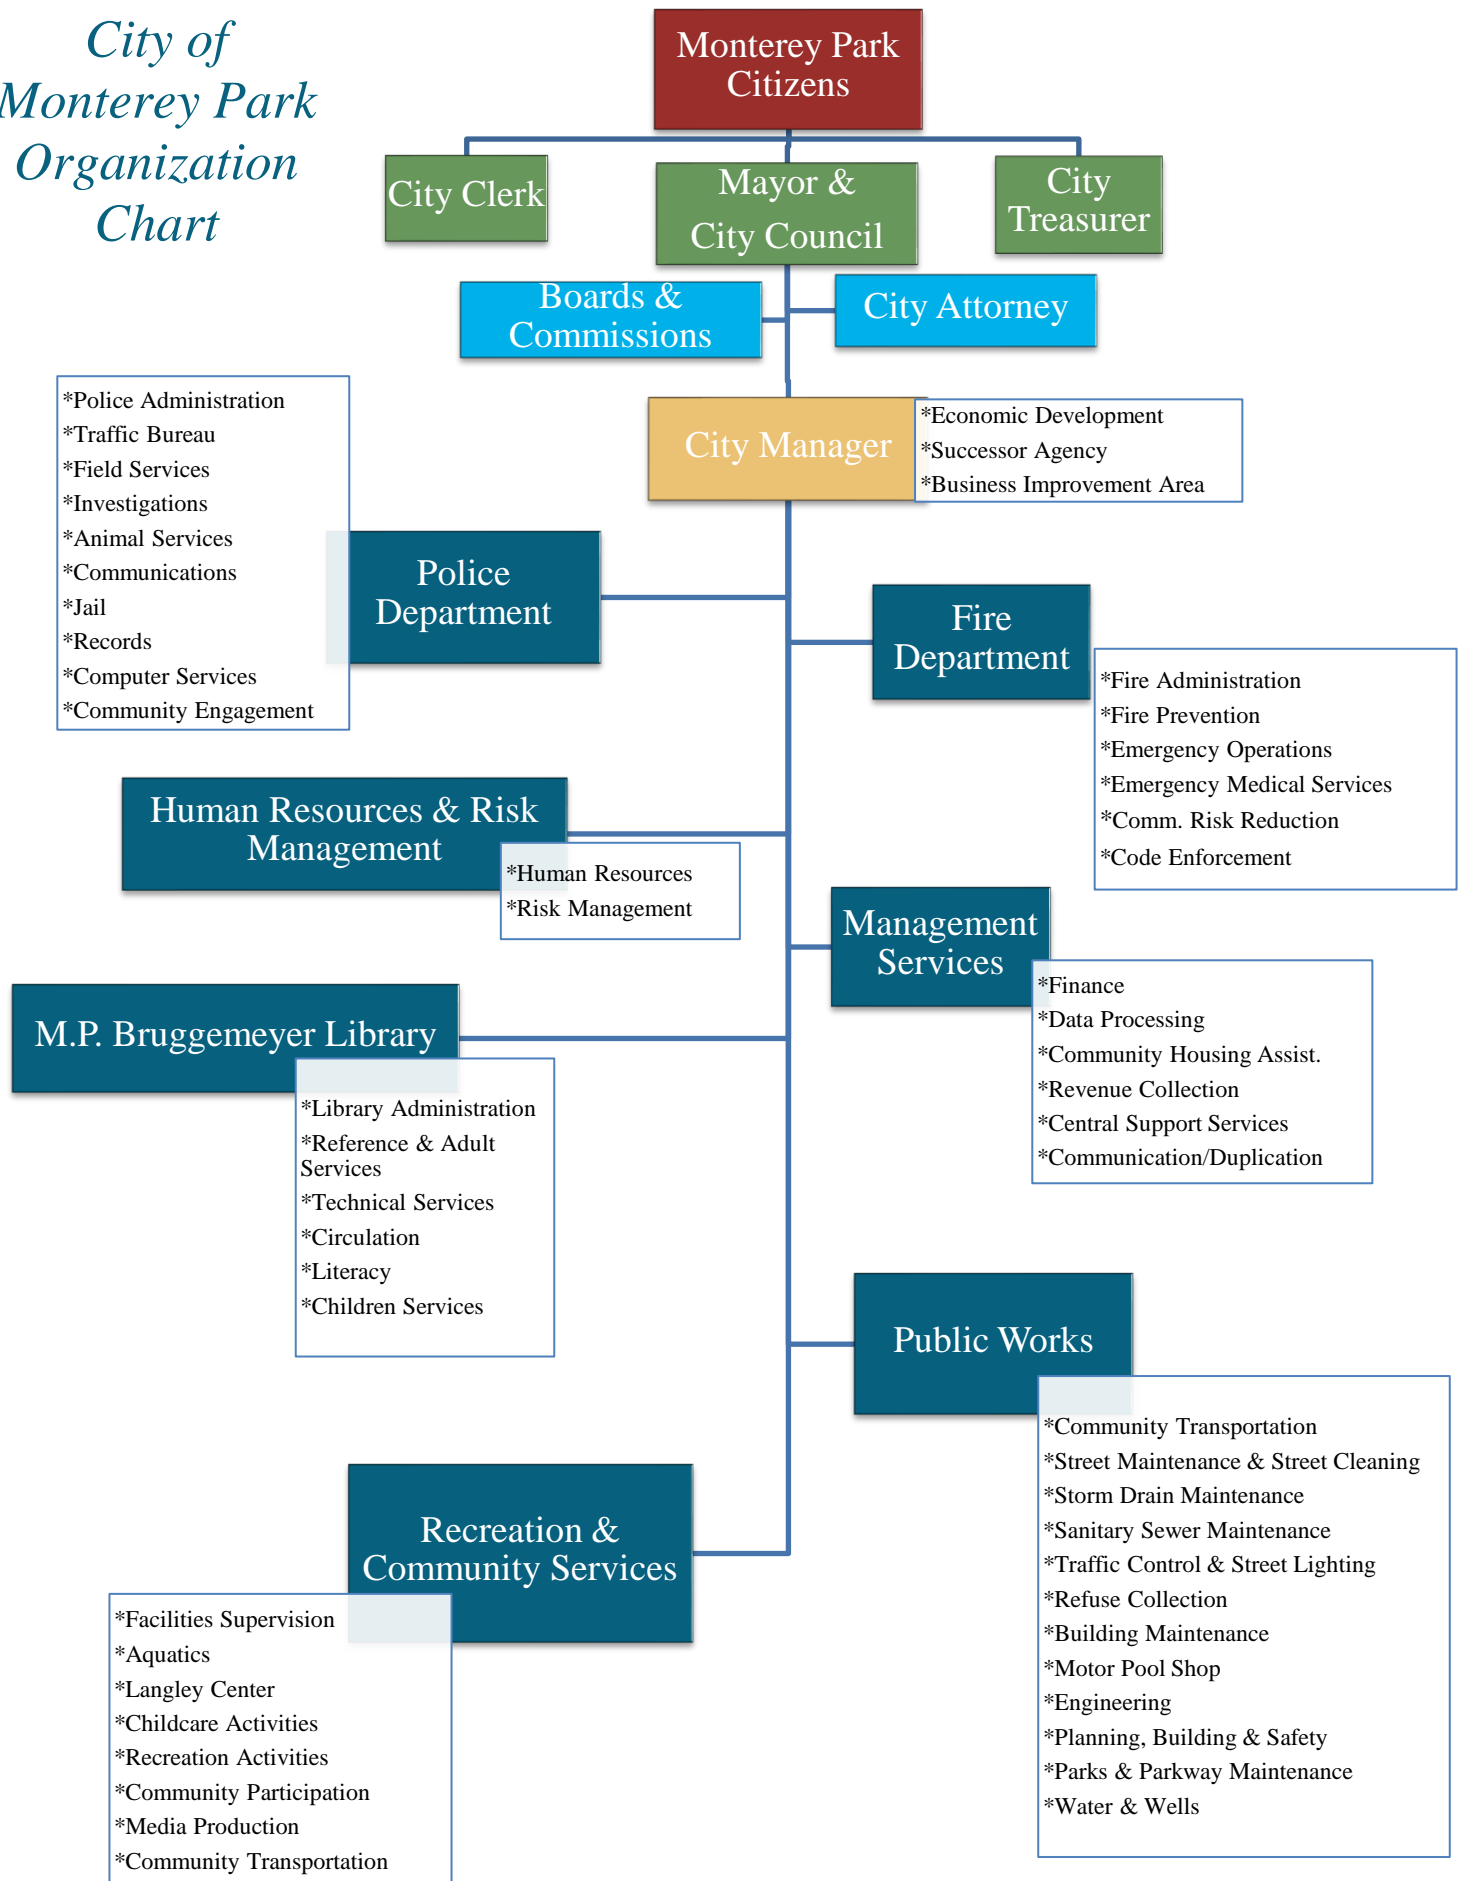 City of
Monterey Park
Organization
Chart
Monterey Park
Citizens
City Clerk
Mayor &
City Council
City
Treasurer
Boards &
Commissions
City Attorney
City Manager
*Economic Development
*Successor Agency
*Business Improvement Area
*Police Administration
*Traffic Bureau
*Field Services
*Investigations
*Animal Services
*Communications
*Jail
*Records
*Computer Services
*Community Engagement
Police
Department
Fire
Department
*Fire Administration
*Fire Prevention
*Emergency Operations
*Emergency Medical Services
*Comm. Risk Reduction
*Code Enforcement
Human Resources & Risk
Management
*Human Resources
*Risk Management
Management
Services
*Finance
*Data Processing
*Community Housing Assist.
*Revenue Collection
*Central Support Services
*Communication/Duplication
M.P. Bruggemeyer Library
*Library Administration
*Reference & Adult
Services
*Technical Services
*Circulation
*Literacy
*Children Services
Public Works
*Community Transportation
*Street Maintenance & Street Cleaning
*Storm Drain Maintenance
*Sanitary Sewer Maintenance
*Traffic Control & Street Lighting
*Refuse Collection
*Building Maintenance
*Motor Pool Shop
*Engineering
*Planning, Building & Safety
*Parks & Parkway Maintenance
*Water & Wells
Recreation &
Community Services
*Facilities Supervision
*Aquatics
*Langley Center
*Childcare Activities
*Recreation Activities
*Community Participation
*Media Production
*Community Transportation